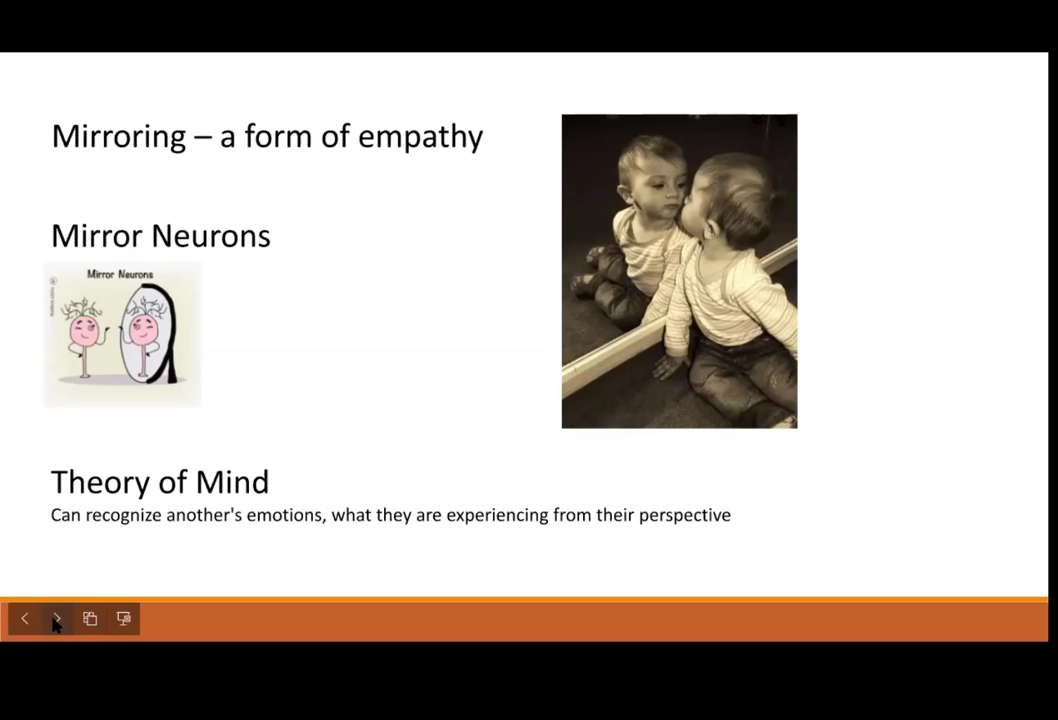 Mirroring – a form of empathy
Mirror Neurons
Mirror Neurons
Theory of Mind
Can recognize another's emotions, what they are experiencing from their perspective